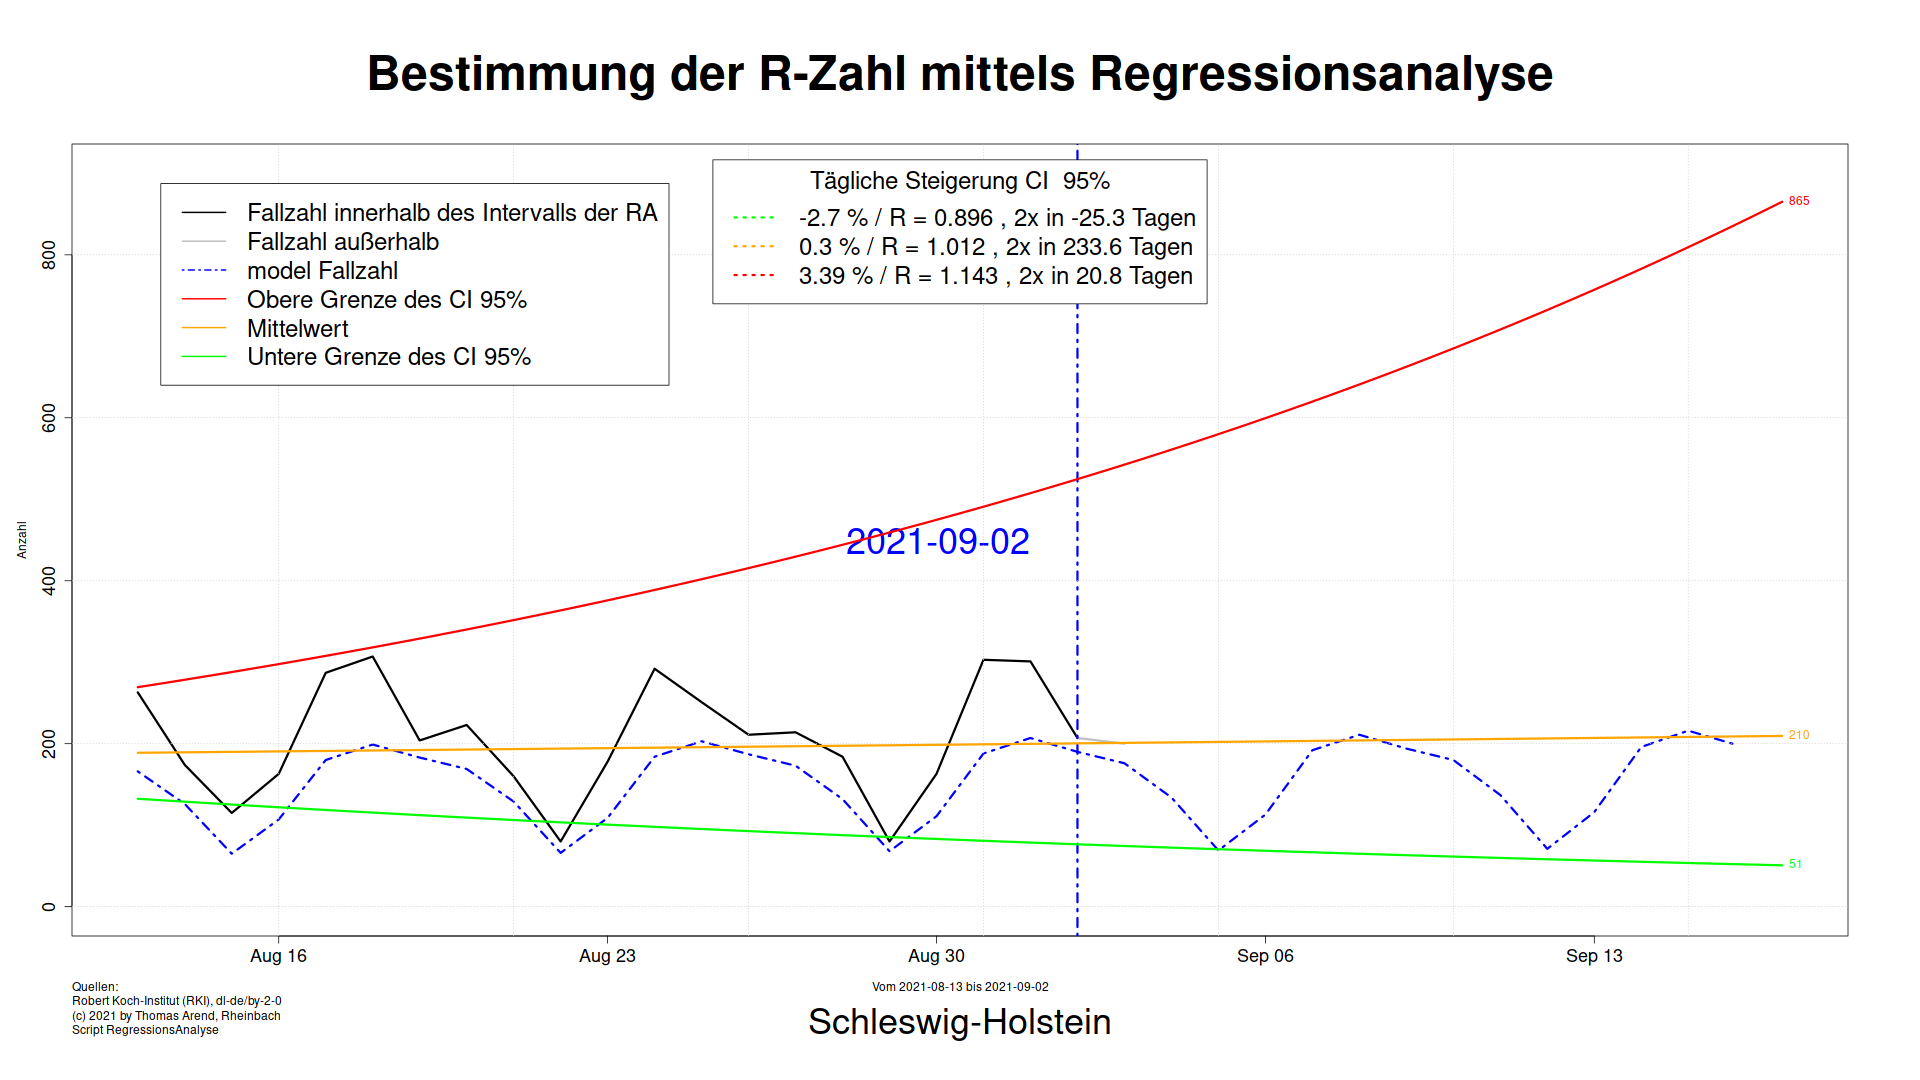 Bestimmung der R-Zahl mittels Regressionsanalyse
Fallzahl innerhalb des Intervalls der RA
Fallzahl außerhalb
model Fallzahl
Obere Grenze des CI 95%
Mittelwert
Untere Grenze des CI 95%
Tägliche Steigerung CI  95%
-2.7 % / R = 0.896 , 2x in -25.3 Tagen
0.3 % / R = 1.012 , 2x in 233.6 Tagen
3.39 % / R = 1.143 , 2x in 20.8 Tagen
865
2021-09-02
210
51
Anzahl
800
600
400
200
0
Aug 16
Aug 23
Aug 30
Sep 06
Sep 13
Quellen:
Robert Koch-Institut (RKI), dl-de/by-2-0
(c) 2021 by Thomas Arend, Rheinbach
Script RegressionsAnalyse
Vom 2021-08-13 bis 2021-09-02
Schleswig-Holstein